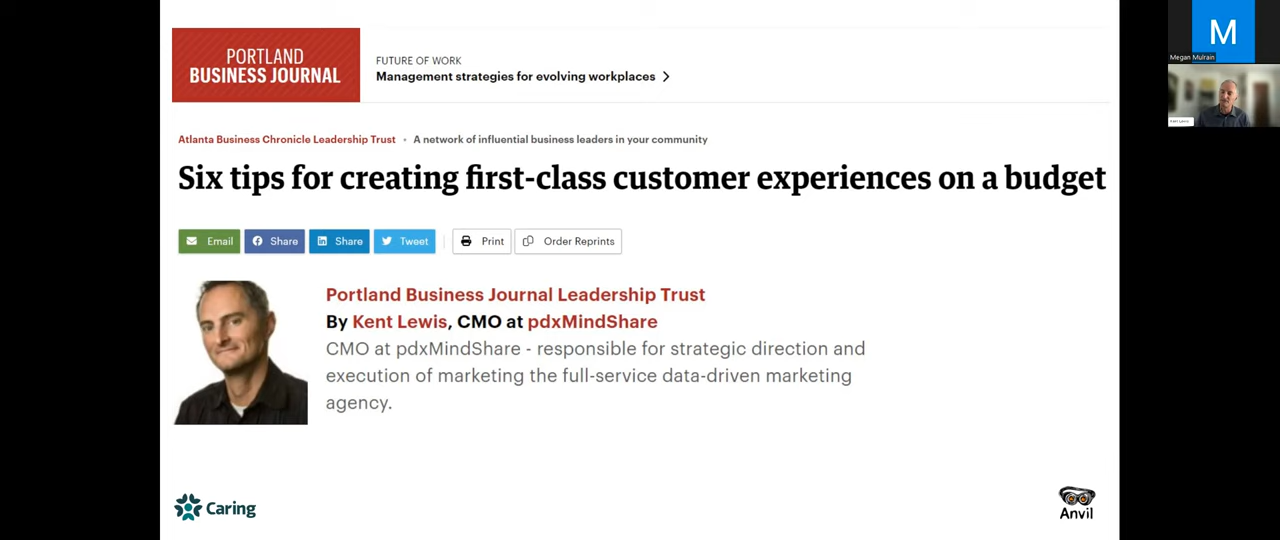 PORTLAND
BUSINESS JOURNAL
FUTURE OF WORK
Management strategies for evolving workplaces
Atlanta Business Chronicle Leadership Trust • A network of influential business leaders in your community
Six tips for creating first-class customer experiences on a budget
Email Share Share Tweet Print Order Reprints
Portland Business Journal Leadership Trust
By Kent Lewis, CMO at pdxMindShare
CMO at pdxMindShare - responsible for strategic direction and
execution of marketing the full-service data-driven marketing
agency.
Caring
Anvil
M
Megan Mulrain
Kent Lewis